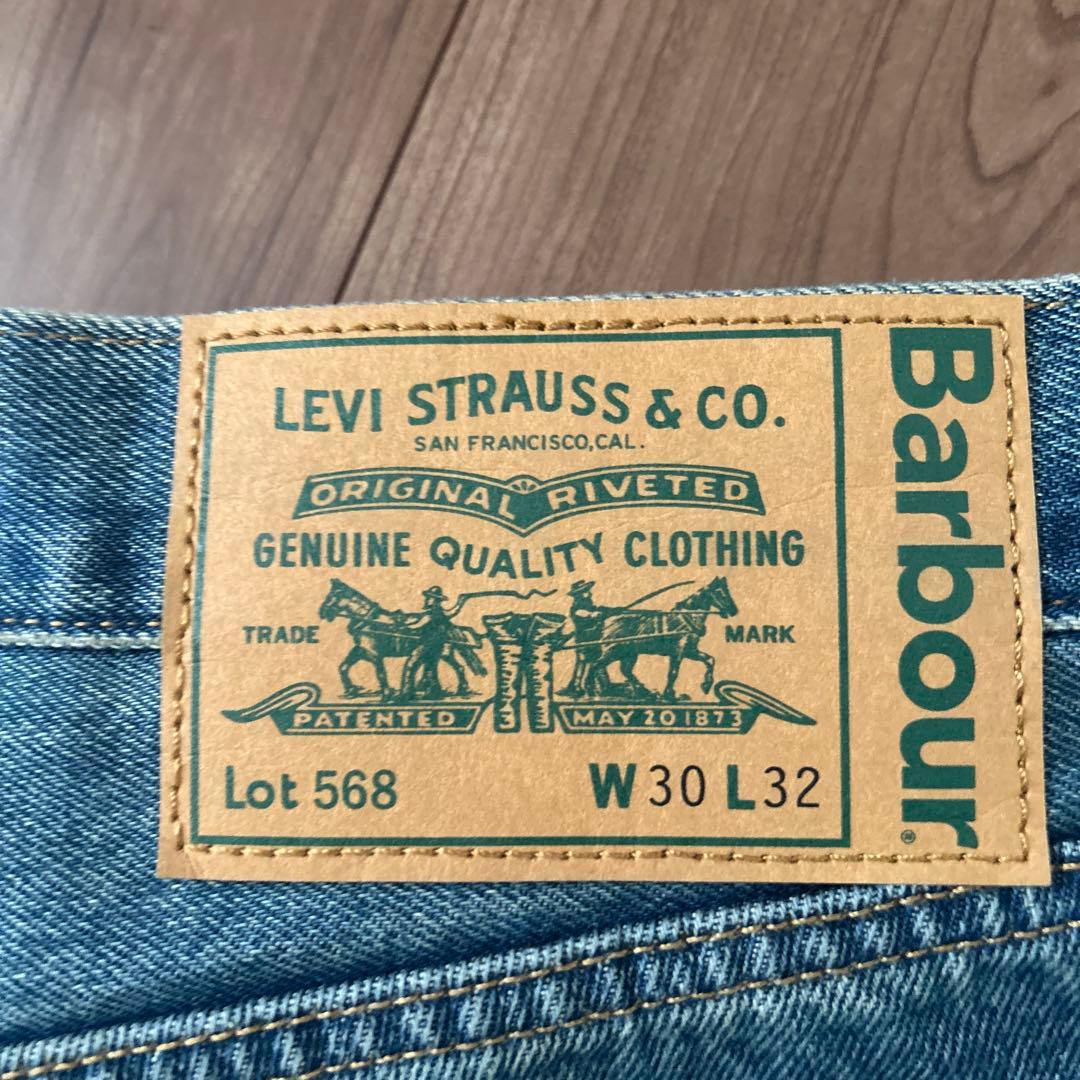 LEVI STRAUSS & CO.
SAN FRANCISCO, CAL.
ORIGINAL RIVETED
GENUINE QUALITY CLOTHING
TRADE MARK
PATENTED MAY 20 1873
Lot 568 W 30 L 32
Barbour®